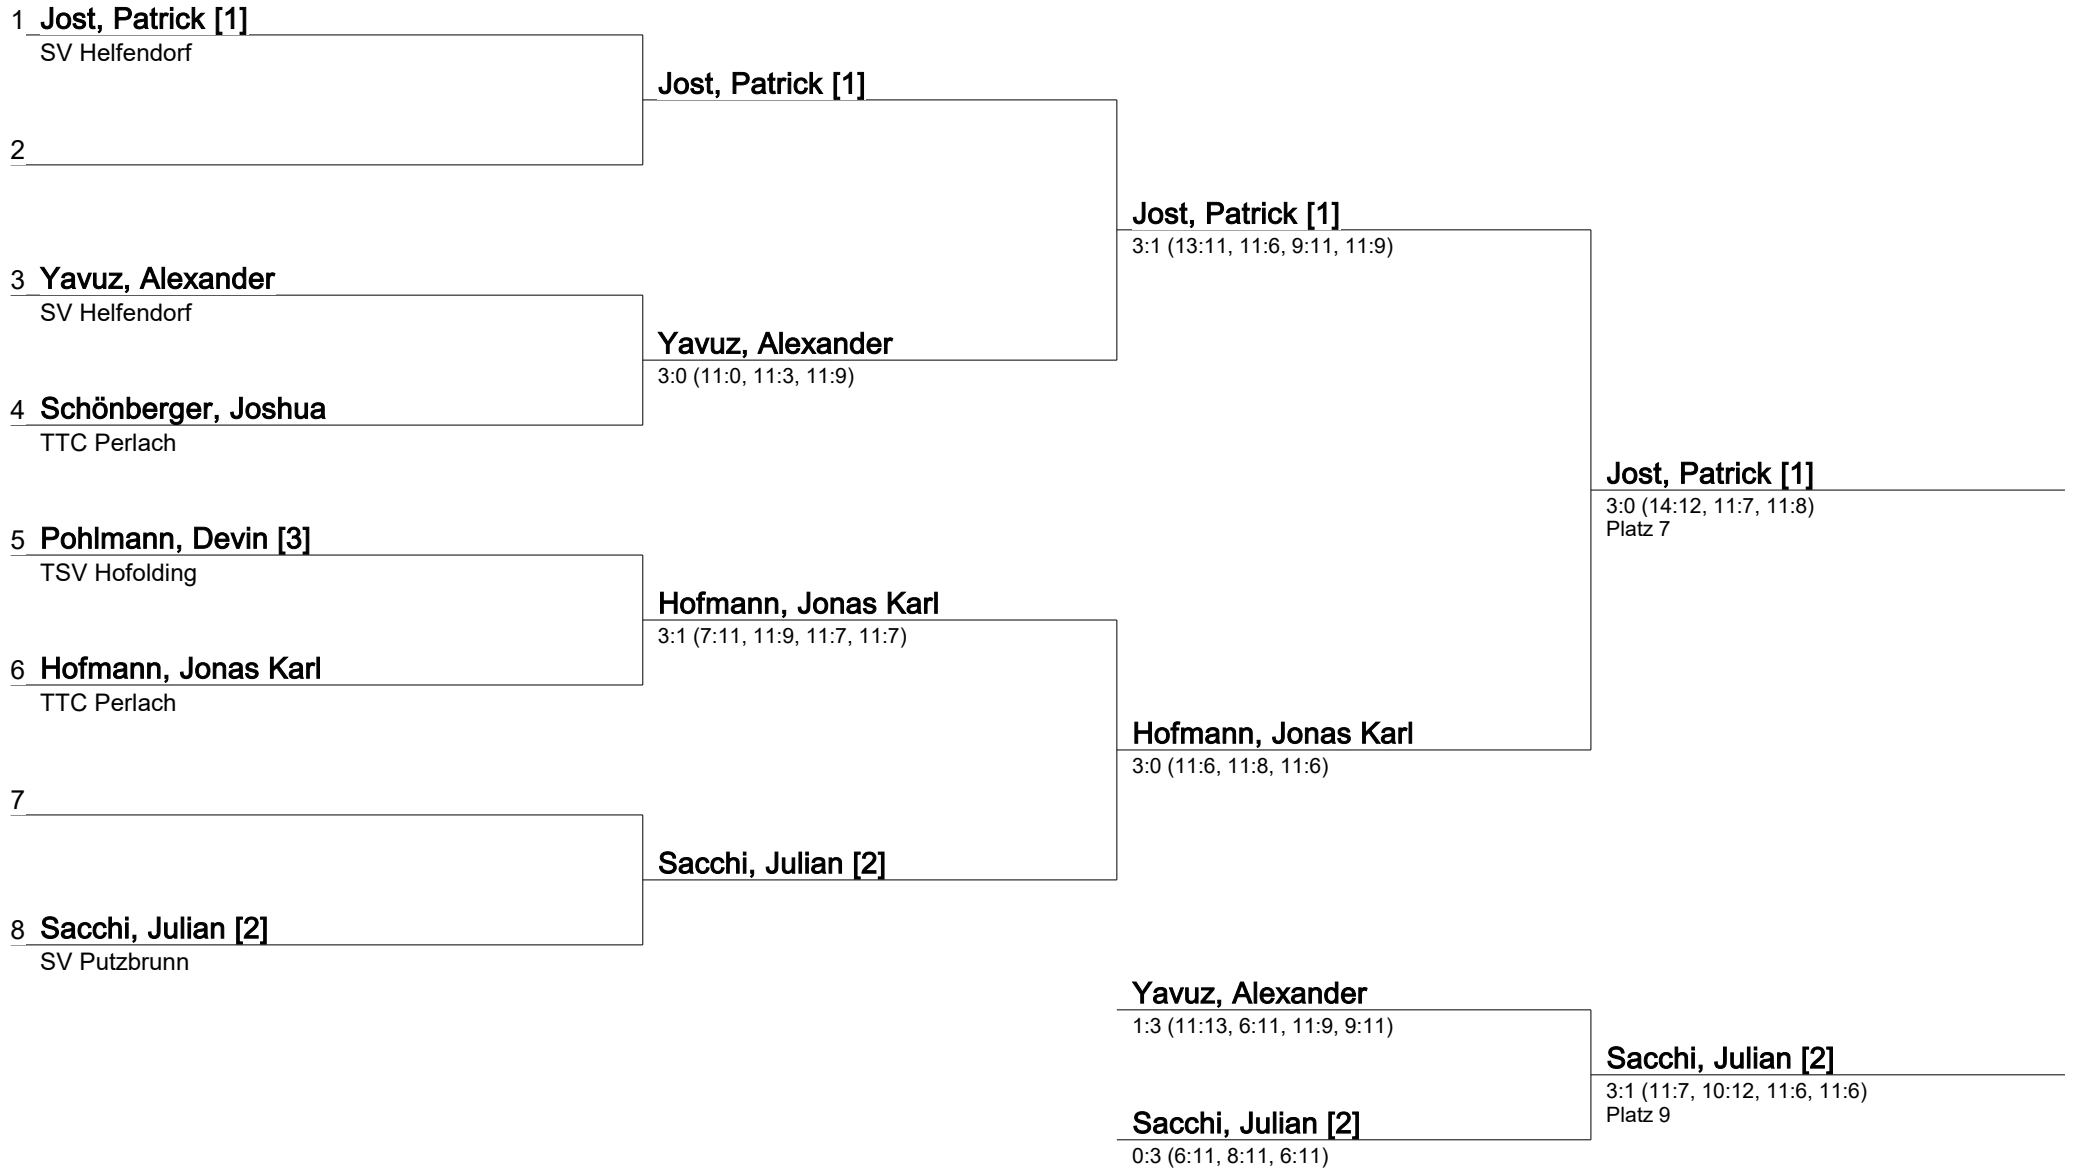 1 Jost, Patrick [1]
SV Helfendorf
Jost, Patrick [1]
2
Jost, Patrick [1]
3:1 (13:11, 11:6, 9:11, 11:9)
3 Yavuz, Alexander
SV Helfendorf
Yavuz, Alexander
3:0 (11:0, 11:3, 11:9)
4 Schönberger, Joshua
TTC Perlach
Jost, Patrick [1]
3:0 (14:12, 11:7, 11:8)
Platz 7
5 Pohlmann, Devin [3]
TSV Hofolding
Hofmann, Jonas Karl
3:1 (7:11, 11:9, 11:7, 11:7)
6 Hofmann, Jonas Karl
TTC Perlach
Hofmann, Jonas Karl
3:0 (11:6, 11:8, 11:6)
7
Sacchi, Julian [2]
8 Sacchi, Julian [2]
SV Putzbrunn
Yavuz, Alexander
1:3 (11:13, 6:11, 11:9, 9:11)
Sacchi, Julian [2]
3:1 (11:7, 10:12, 11:6, 11:6)
Platz 9
Sacchi, Julian [2]
0:3 (6:11, 8:11, 6:11)